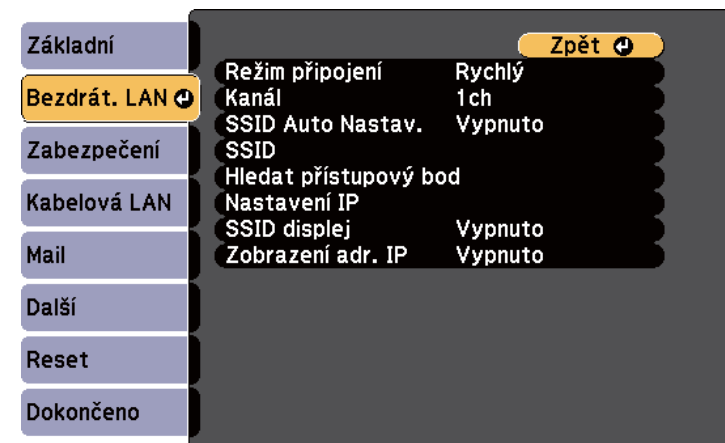 Základní
Bezdrát. LAN
Zabezpečení
Kabelová LAN
Mail
Další
Reset
Dokončeno
Zpět
Režim připojení Rychlý
Kanál 1ch
SSID Auto Nastav. Vypnuto
SSID
Hledat přístupový bod
Nastavení IP
SSID displej Vypnuto
Zobrazení adr. IP Vypnuto